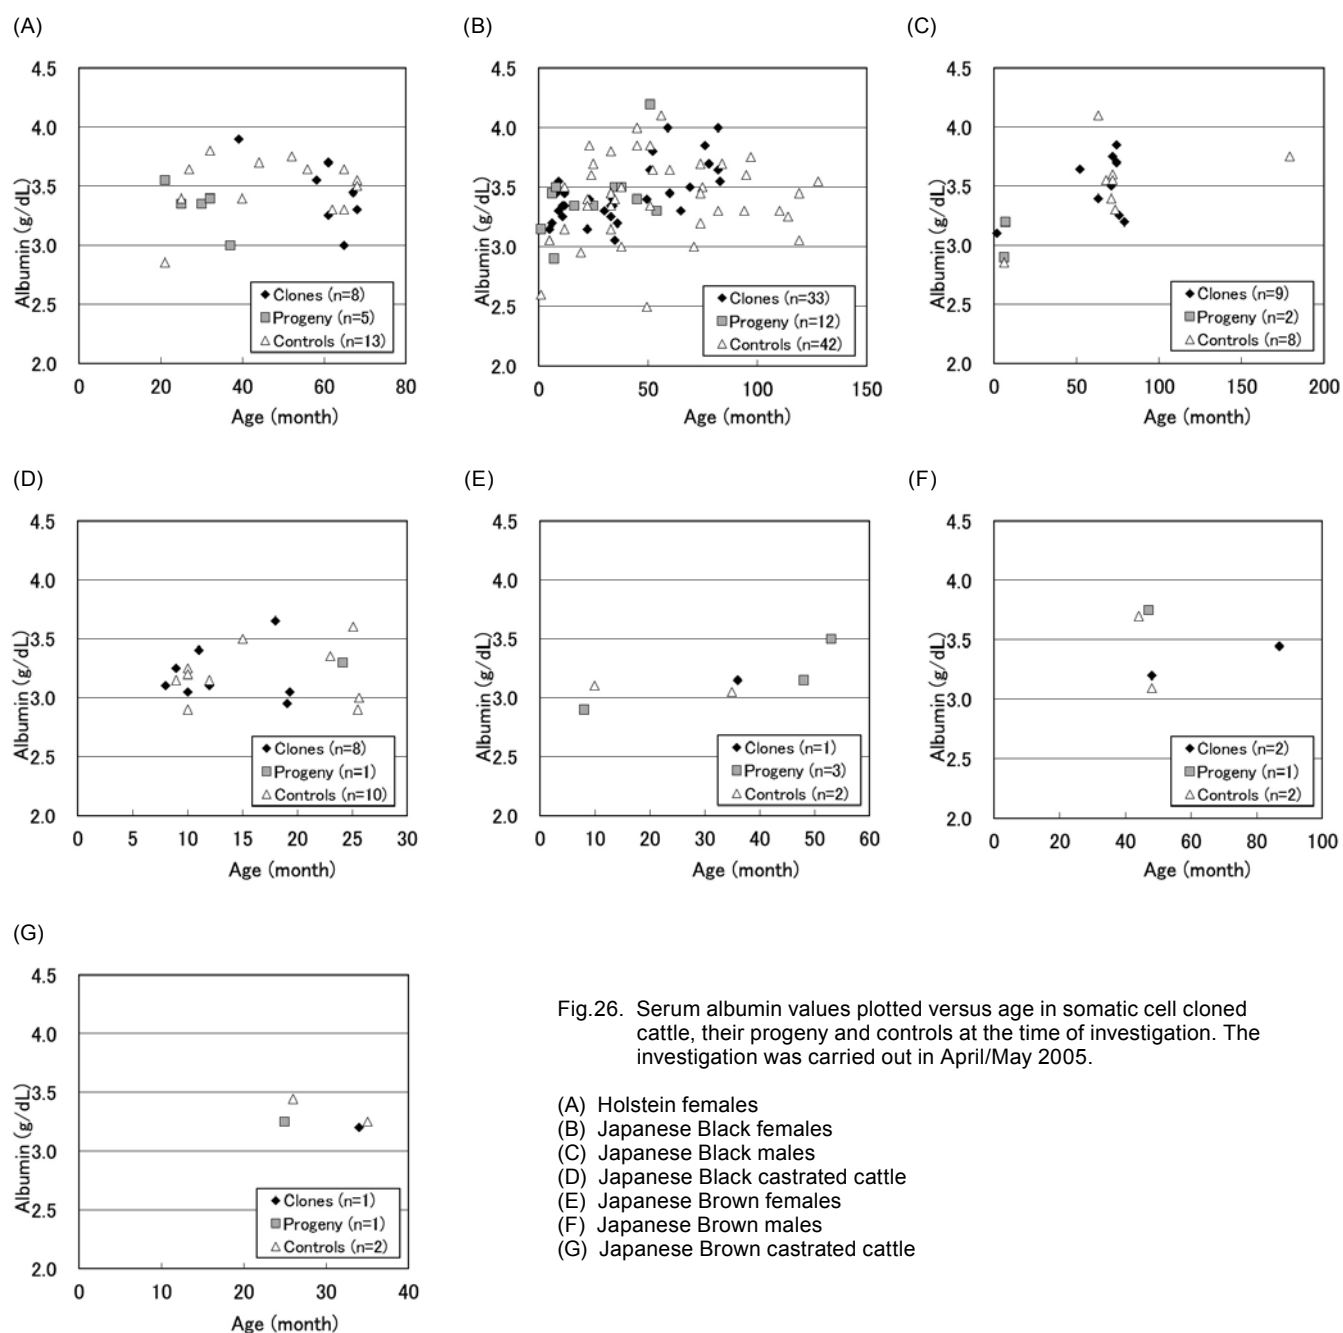 (A)
4.5
4.0
3.5
3.0
2.5
2.0
Albumin (g/dL)
Clones (n=8)
Progeny (n=5)
Controls (n=13)
0 20 40 60 80
Age (month)
(B)
4.5
4.0
3.5
3.0
2.5
2.0
Albumin (g/dL)
Clones (n=33)
Progeny (n=12)
Controls (n=42)
0 50 100 150
Age (month)
(C)
4.5
4.0
3.5
3.0
2.5
2.0
Albumin (g/dL)
Clones (n=9)
Progeny (n=2)
Controls (n=8)
0 50 100 150 200
Age (month)
(D)
4.5
4.0
3.5
3.0
2.5
2.0
Albumin (g/dL)
Clones (n=8)
Progeny (n=1)
Controls (n=10)
0 5 10 15 20 25 30
Age (month)
(E)
4.5
4.0
3.5
3.0
2.5
2.0
Albumin (g/dL)
Clones (n=1)
Progeny (n=3)
Controls (n=2)
0 10 20 30 40 50 60
Age (month)
(F)
4.5
4.0
3.5
3.0
2.5
2.0
Albumin (g/dL)
Clones (n=2)
Progeny (n=1)
Controls (n=2)
0 20 40 60 80 100
Age (month)
(G)
4.5
4.0
3.5
3.0
2.5
2.0
Albumin (g/dL)
Clones (n=1)
Progeny (n=1)
Controls (n=2)
0 10 20 30 40
Age (month)
Fig.26. Serum albumin values plotted versus age in somatic cell cloned
cattle, their progeny and controls at the time of investigation. The
investigation was carried out in April/May 2005.
(A) Holstein females
(B) Japanese Black females
(C) Japanese Black males
(D) Japanese Black castrated cattle
(E) Japanese Brown females
(F) Japanese Brown males
(G) Japanese Brown castrated cattle